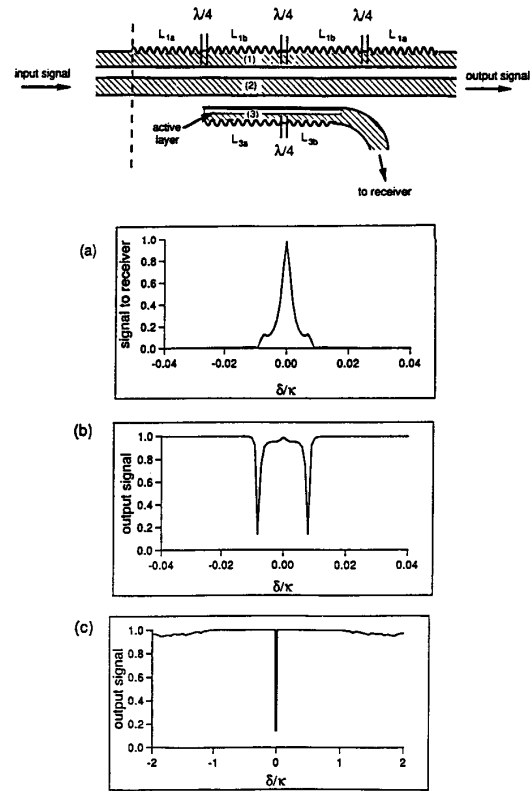 λ/4 λ/4 λ/4
L1a L1b L1b L1a
(1)
input signal (2) output signal
(3)
active layer
L3a λ/4 L3b
to receiver
(a)
signal to receiver
1.0
0.8
0.6
0.4
0.2
0.0
-0.04 -0.02 0.00 0.02 0.04
δ/κ
(b)
output signal
1.0
0.8
0.6
0.4
0.2
0.0
-0.04 -0.02 0.00 0.02 0.04
δ/κ
(c)
output signal
1.0
0.8
0.6
0.4
0.2
0.0
-2 -1 0 1 2
δ/κ